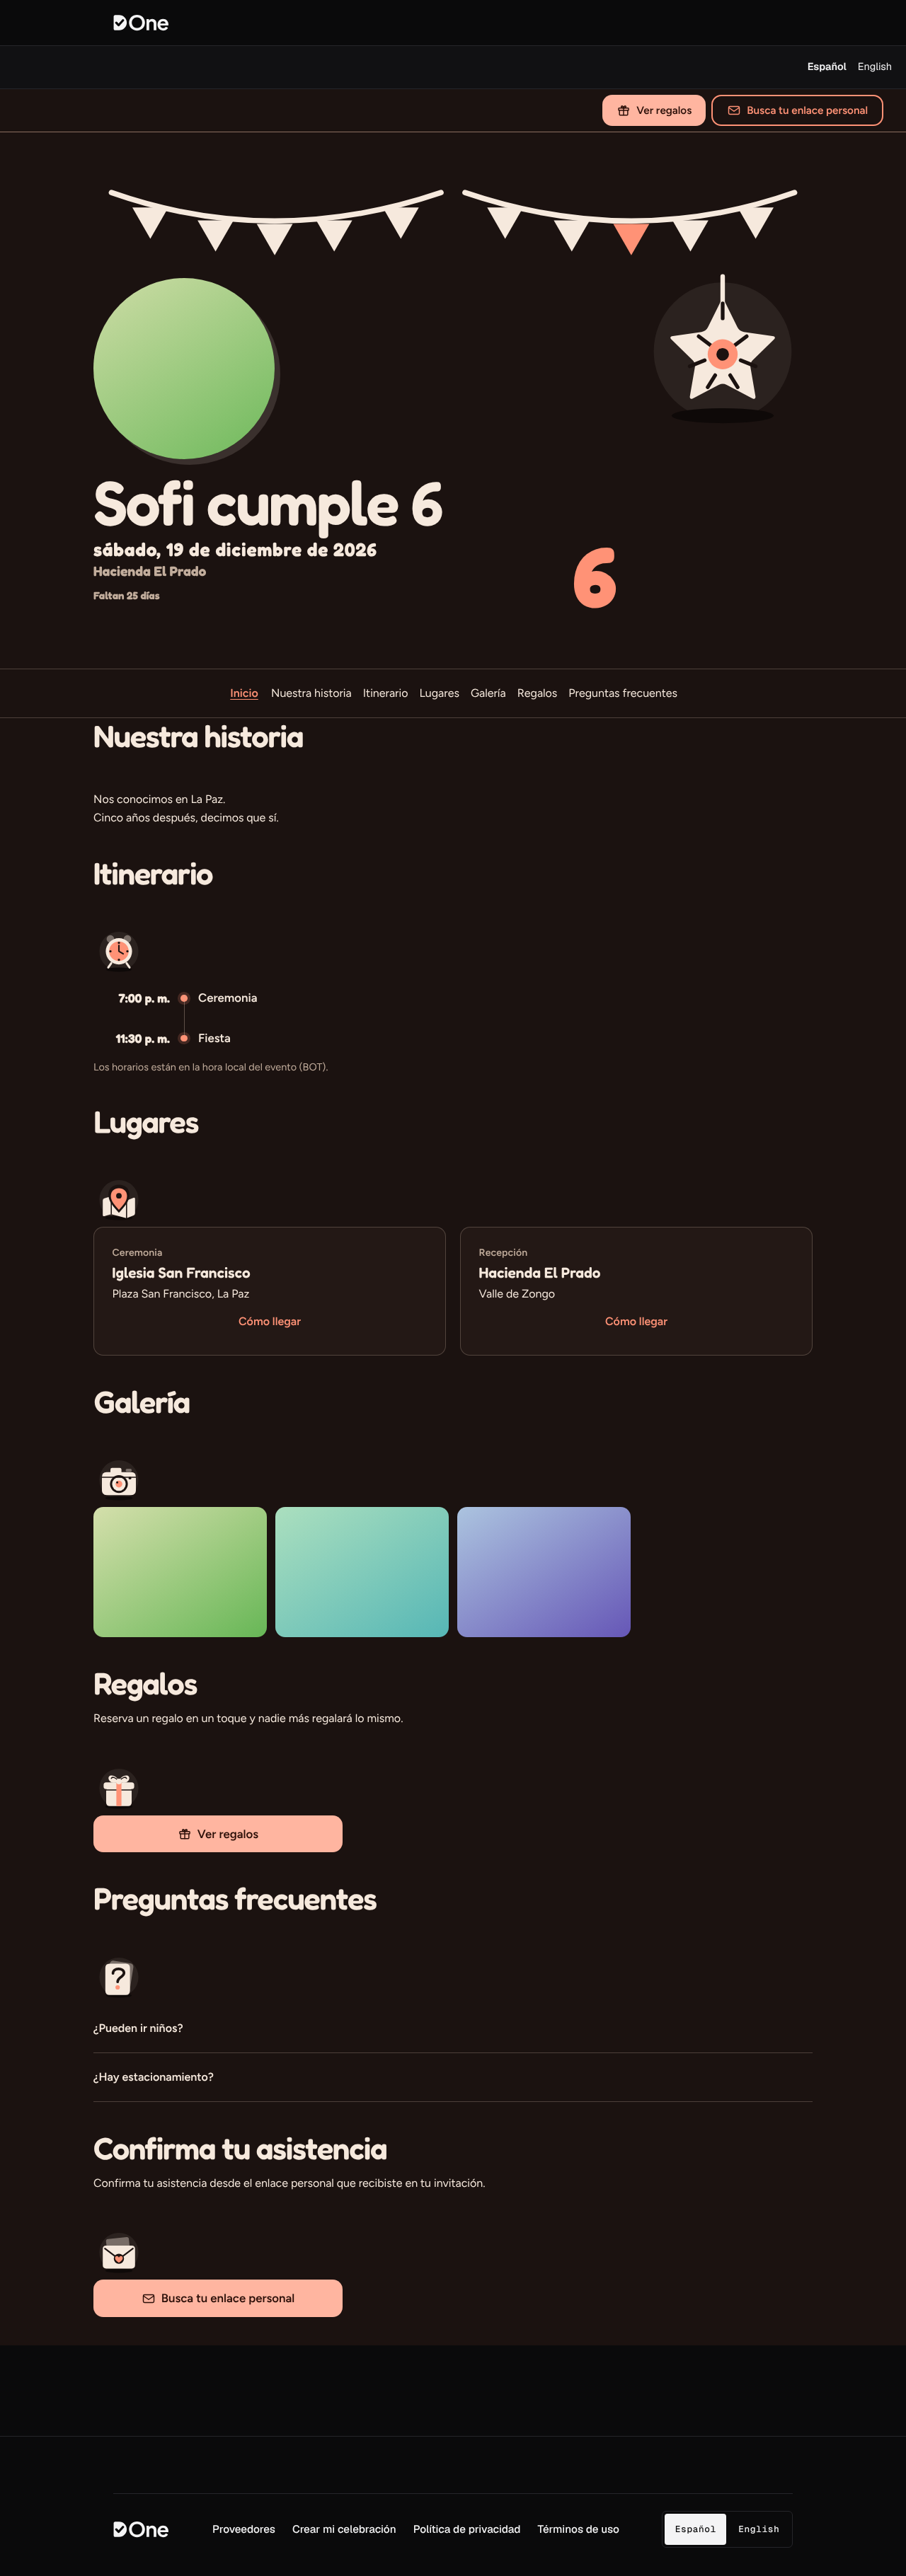 One
Español English
Ver regalos Busca tu enlace personal
Sofi cumple 6
sábado, 19 de diciembre de 2026
Hacienda El Prado
Faltan 25 días
6
Inicio Nuestra historia Itinerario Lugares Galería Regalos Preguntas frecuentes
Nuestra historia
Nos conocimos en La Paz.
Cinco años después, decimos que sí.
Itinerario
7:00 p. m. Ceremonia
11:30 p. m. Fiesta
Los horarios están en la hora local del evento (BOT).
Lugares
Ceremonia
Iglesia San Francisco
Plaza San Francisco, La Paz
Cómo llegar
Recepción
Hacienda El Prado
Valle de Zongo
Cómo llegar
Galería
Regalos
Reserva un regalo en un toque y nadie más regalará lo mismo.
Ver regalos
Preguntas frecuentes
?
¿Pueden ir niños?
¿Hay estacionamiento?
Confirma tu asistencia
Confirma tu asistencia desde el enlace personal que recibiste en tu invitación.
Busca tu enlace personal
One
Proveedores Crear mi celebración Política de privacidad Términos de uso
Español English